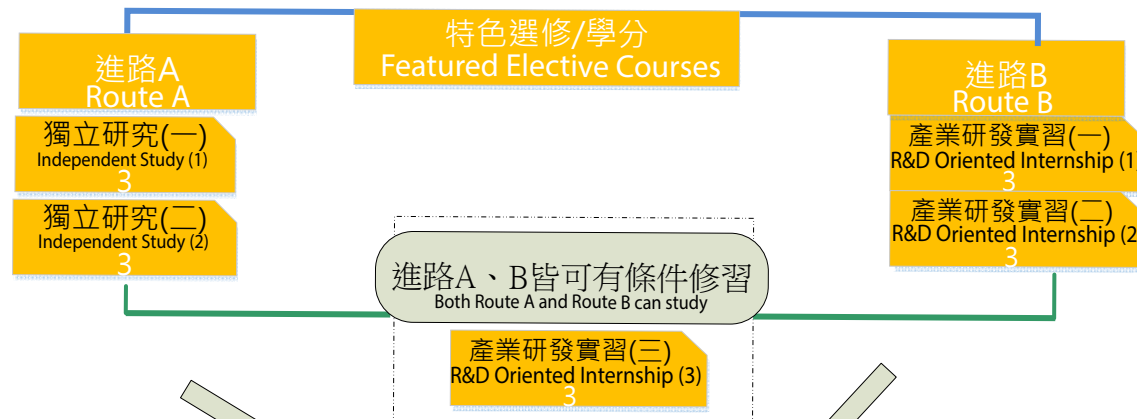 特色選修/學分
Featured Elective Courses
進路A
Route A
獨立研究(一)
Independent Study (1)
3
獨立研究(二)
Independent Study (2)
3
進路B
Route B
產業研發實習(一)
R&D Oriented Internship (1)
3
產業研發實習(二)
R&D Oriented Internship (2
3
進路A、B皆可有條件修習
Both Route A and Route B can study
產業研發實習(三)
R&D Oriented Internship (3)
3